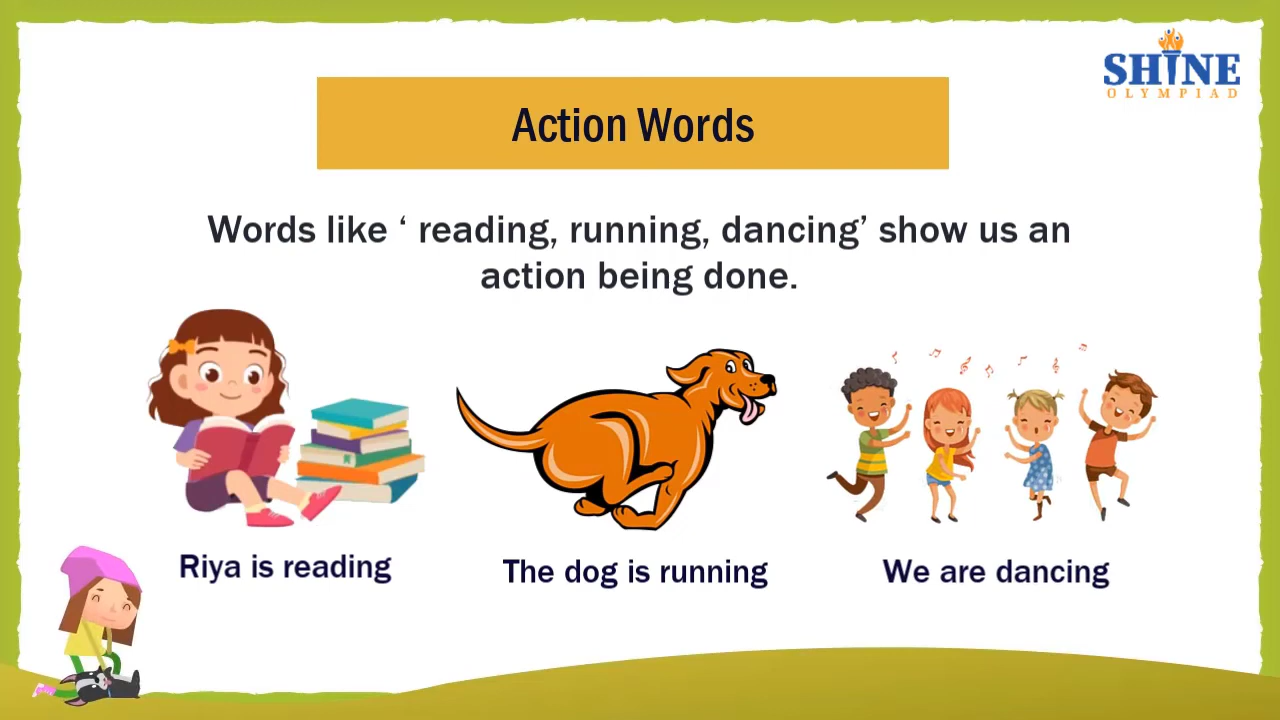 SHINE
OLYMPIAD
Action Words
Words like ‘ reading, running, dancing’ show us an
action being done.
Riya is reading
The dog is running
We are dancing